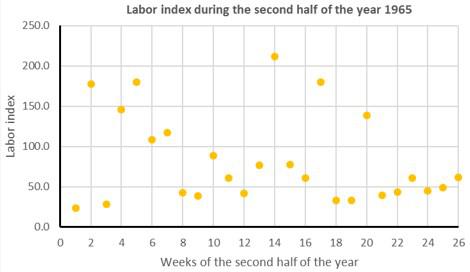 Labor index during the second half of the year 1965
250.0
200.0
150.0
100.0
50.0
0.0
Labor index
0 2 4 6 8 10 12 14 16 18 20 22 24 26
Weeks of the second half of the year